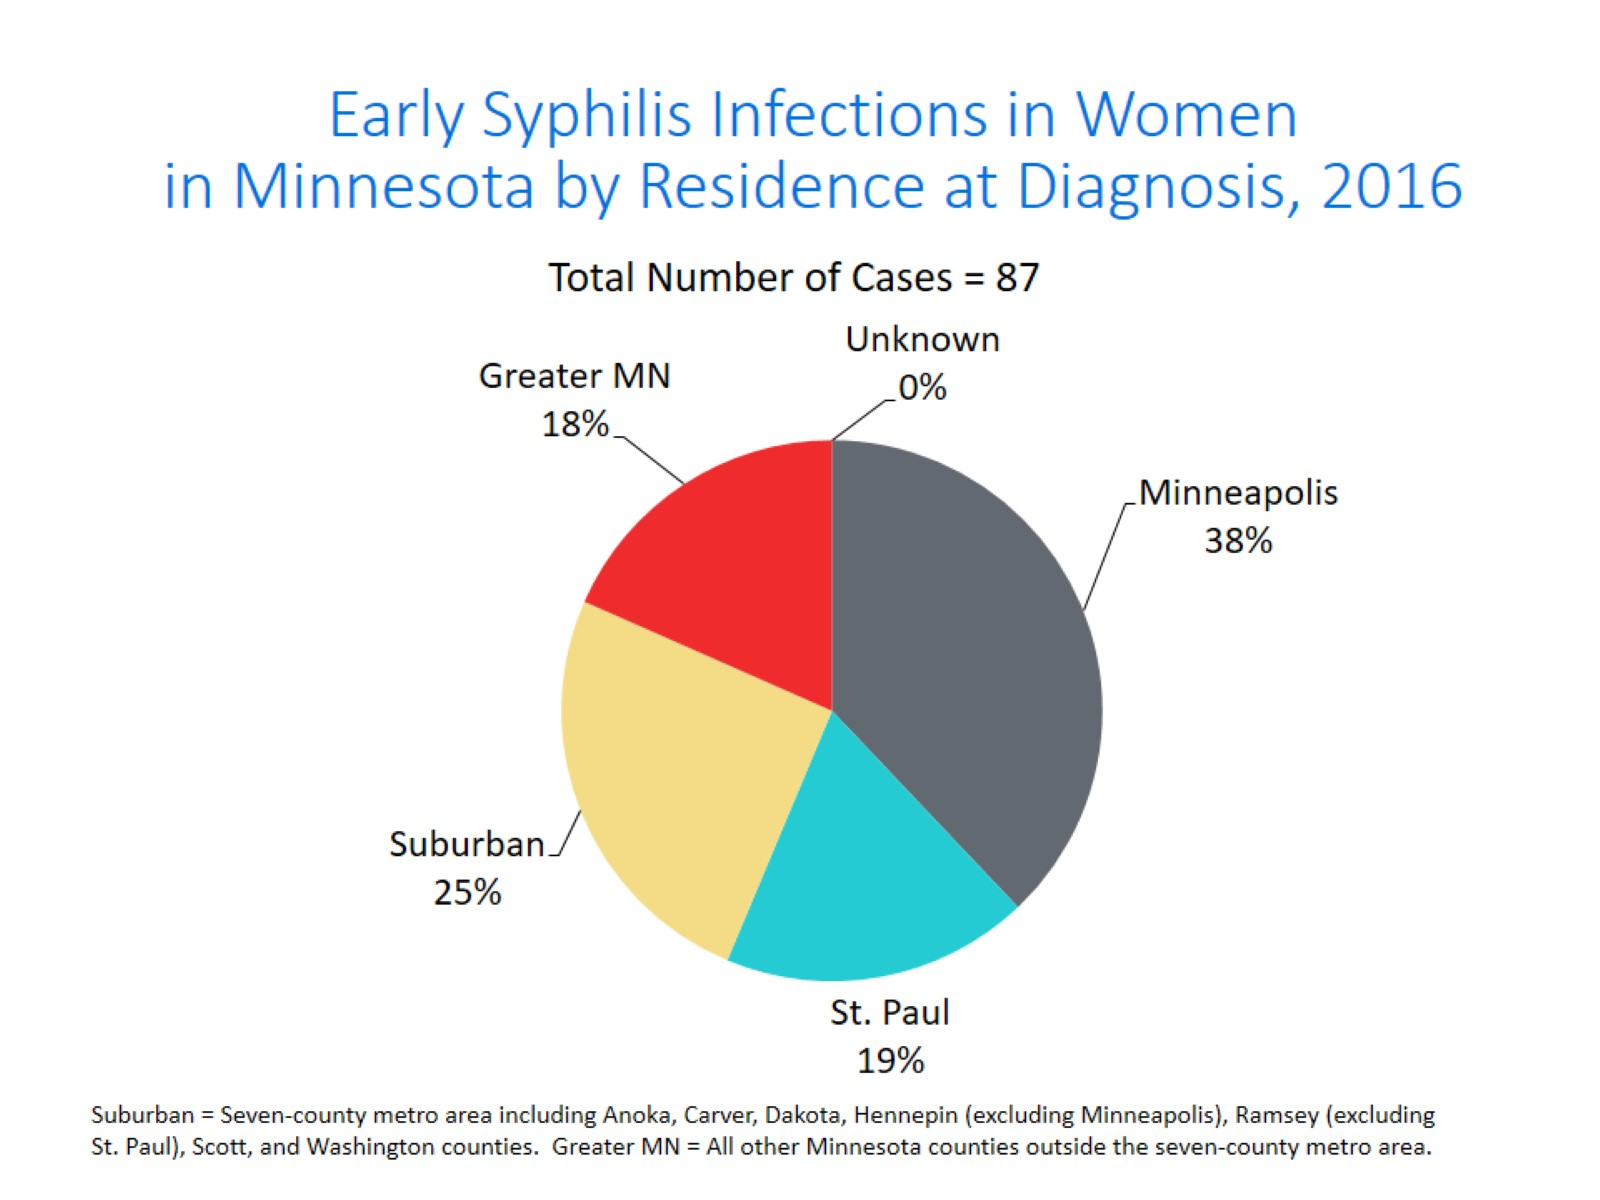 Early Syphilis Infections in Women
in Minnesota by Residence at Diagnosis, 2016
Total Number of Cases = 87
Unknown
0%
Greater MN
18%
Minneapolis
38%
Suburban
25%
St. Paul
19%
Suburban = Seven-county metro area including Anoka, Carver, Dakota, Hennepin (excluding Minneapolis), Ramsey (excluding
St. Paul), Scott, and Washington counties.  Greater MN = All other Minnesota counties outside the seven-county metro area.